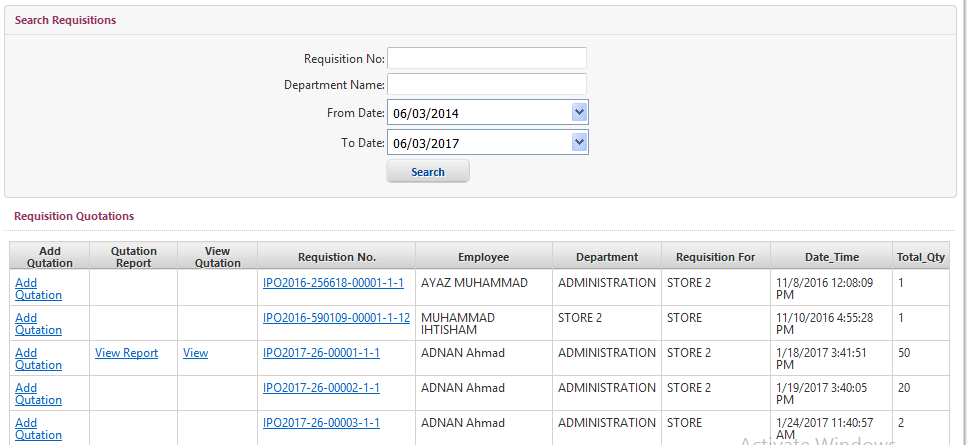 Search Requisitions
Requisition No:
Department Name:
From Date: 06/03/2014
To Date: 06/03/2017
Search
Requisition Quotations
Add Qutation Qutation Report View Qutation Requistion No. Employee Department Requisition For Date_Time Total_Qty
Add Qutation IPO2016-256618-00001-1-1 AYAZ MUHAMMAD ADMINISTRATION STORE 2 11/8/2016 12:08:09 PM 1
Add Qutation IPO2016-590109-00001-1-12 MUHAMMAD IHTISHAM STORE 2 STORE 11/10/2016 4:55:28 PM 1
Add Qutation View Report View IPO2017-26-00001-1-1 ADNAN Ahmad ADMINISTRATION STORE 2 1/18/2017 3:41:51 PM 50
Add Qutation IPO2017-26-00002-1-1 ADNAN Ahmad ADMINISTRATION STORE 2 1/19/2017 3:40:05 PM 20
Add Qutation IPO2017-26-00003-1-1 ADNAN Ahmad ADMINISTRATION STORE 1/24/2017 11:40:57 AM 2
Activate Windows